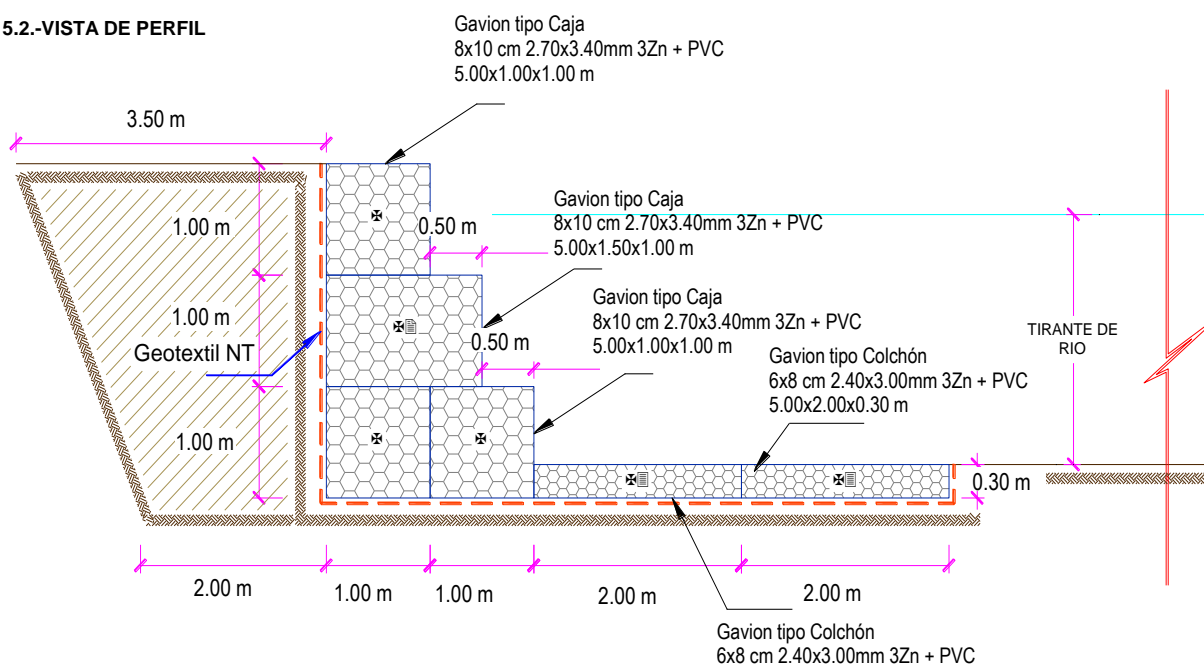 5.2.-VISTA DE PERFIL
Gavion tipo Caja
8x10 cm 2.70x3.40mm 3Zn + PVC
5.00x1.00x1.00 m
3.50 m
Gavion tipo Caja
8x10 cm 2.70x3.40mm 3Zn + PVC
5.00x1.50x1.00 m
1.00 m
0.50 m
Gavion tipo Caja
8x10 cm 2.70x3.40mm 3Zn + PVC
5.00x1.00x1.00 m
1.00 m
0.50 m
Geotextil NT
TIRANTE DE
RIO
Gavion tipo Colchón
6x8 cm 2.40x3.00mm 3Zn + PVC
5.00x2.00x0.30 m
1.00 m
0.30 m
2.00 m
1.00 m
1.00 m
2.00 m
2.00 m
Gavion tipo Colchón
6x8 cm 2.40x3.00mm 3Zn + PVC